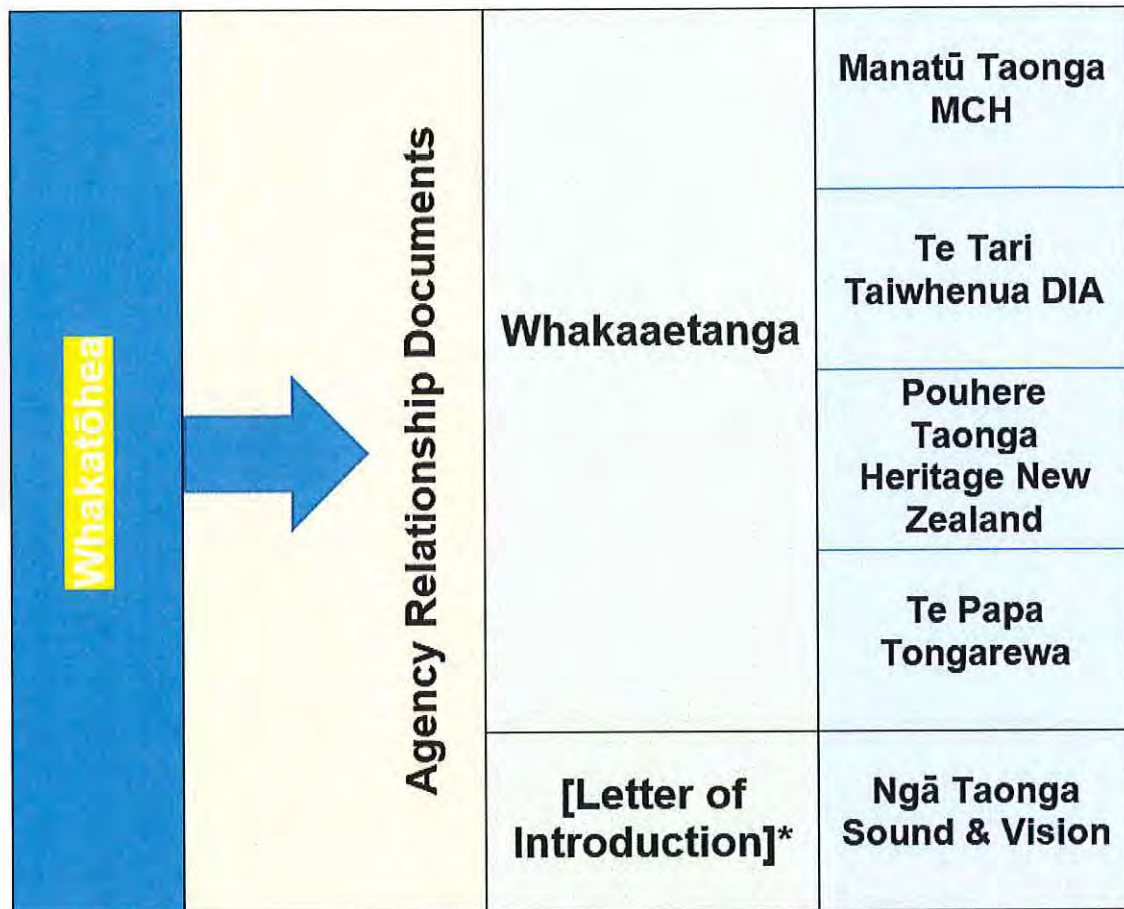 Whakatōhea
Agency Relationship Documents
Whakaaetanga
Manatū Taonga
MCH
Te Tari
Taiwhenua DIA
Pouhere
Taonga
Heritage New
Zealand
Te Papa
Tongarewa
[Letter of
Introduction]*
Ngā Taonga
Sound & Vision